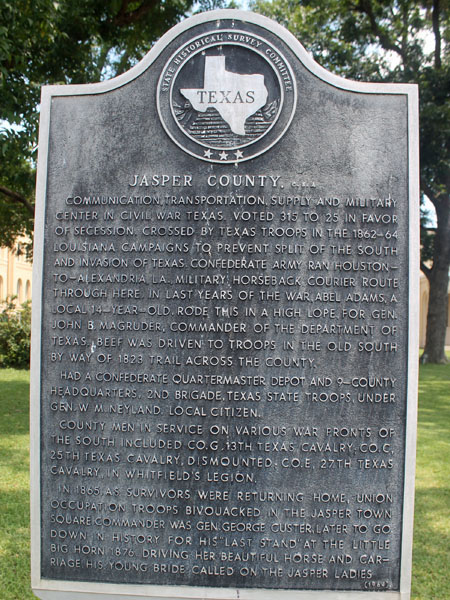 STATE HISTORICAL SURVEY COMMITTEE
TEXAS
JASPER COUNTY, C.S.A.
COMMUNICATION, TRANSPORTATION, SUPPLY AND MILITARY
CENTER IN CIVIL WAR TEXAS. VOTED 315 TO 25 IN FAVOR
OF SECESSION. CROSSED BY TEXAS TROOPS IN THE 1862-64
LOUISIANA CAMPAIGNS TO PREVENT SPLIT OF THE SOUTH
AND INVASION OF TEXAS. CONFEDERATE ARMY RAN HOUSTON-
TO-ALEXANDRIA, LA., MILITARY HORSEBACK COURIER ROUTE
THROUGH HERE. IN LAST YEARS OF THE WAR, ABEL ADAMS, A
LOCAL 14-YEAR-OLD, RODE THIS IN A HIGH LOPE, FOR GEN.
JOHN B. MAGRUDER, COMMANDER OF THE DEPARTMENT OF
TEXAS. BEEF WAS DRIVEN TO TROOPS IN THE OLD SOUTH
BY WAY OF 1823 TRAIL ACROSS THE COUNTY.
HAD A CONFEDERATE QUARTERMASTER DEPOT AND 9-COUNTY
HEADQUARTERS, 2ND BRIGADE, TEXAS STATE TROOPS, UNDER
GEN. W. M. NEYLAND, LOCAL CITIZEN.
COUNTY MEN IN SERVICE ON VARIOUS WAR FRONTS OF
THE SOUTH INCLUDED CO. G, 13TH TEXAS CAVALRY; CO. C,
25TH TEXAS CAVALRY, DISMOUNTED; CO. E, 27TH TEXAS
CAVALRY, IN WHITFIELD'S LEGION.
IN 1865, AS SURVIVORS WERE RETURNING HOME, UNION
OCCUPATION TROOPS BIVOUACKED IN THE JASPER TOWN
SQUARE. COMMANDER WAS GEN. GEORGE CUSTER, LATER TO GO
DOWN IN HISTORY FOR HIS "LAST STAND" AT THE LITTLE
BIG HORN, 1876. DRIVING HER BEAUTIFUL HORSE AND CAR-
RIAGE HIS YOUNG BRIDE CALLED ON THE JASPER LADIES.
(1964)